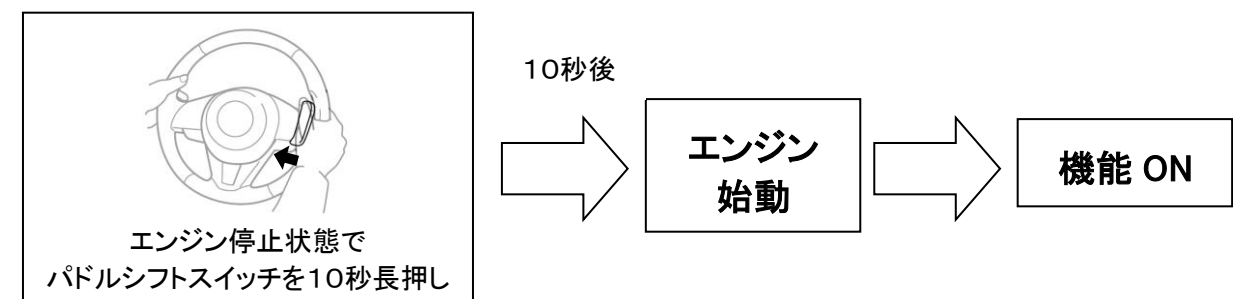 エンジン停止状態で
パドルシフトスイッチを10秒長押し
10秒後
エンジン
始動
機能 ON